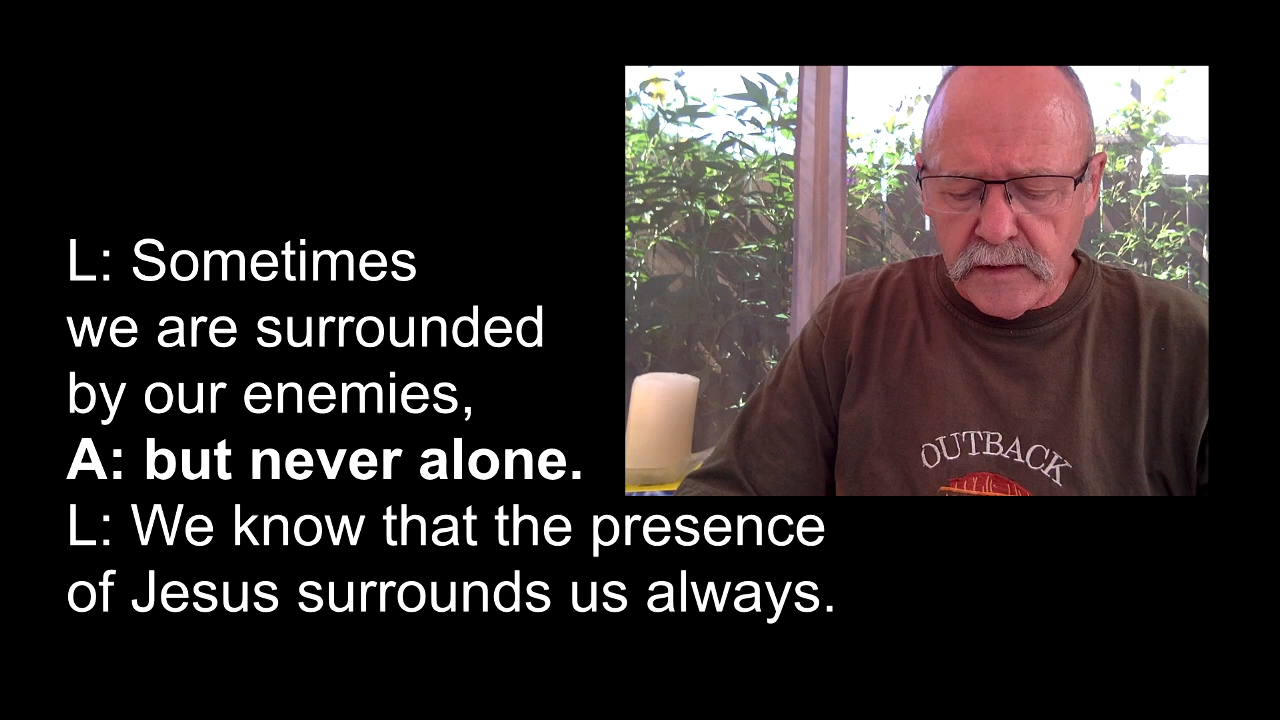 L: Sometimes
we are surrounded
by our enemies,
A: but never alone.
L: We know that the presence
of Jesus surrounds us always.
OUTBACK